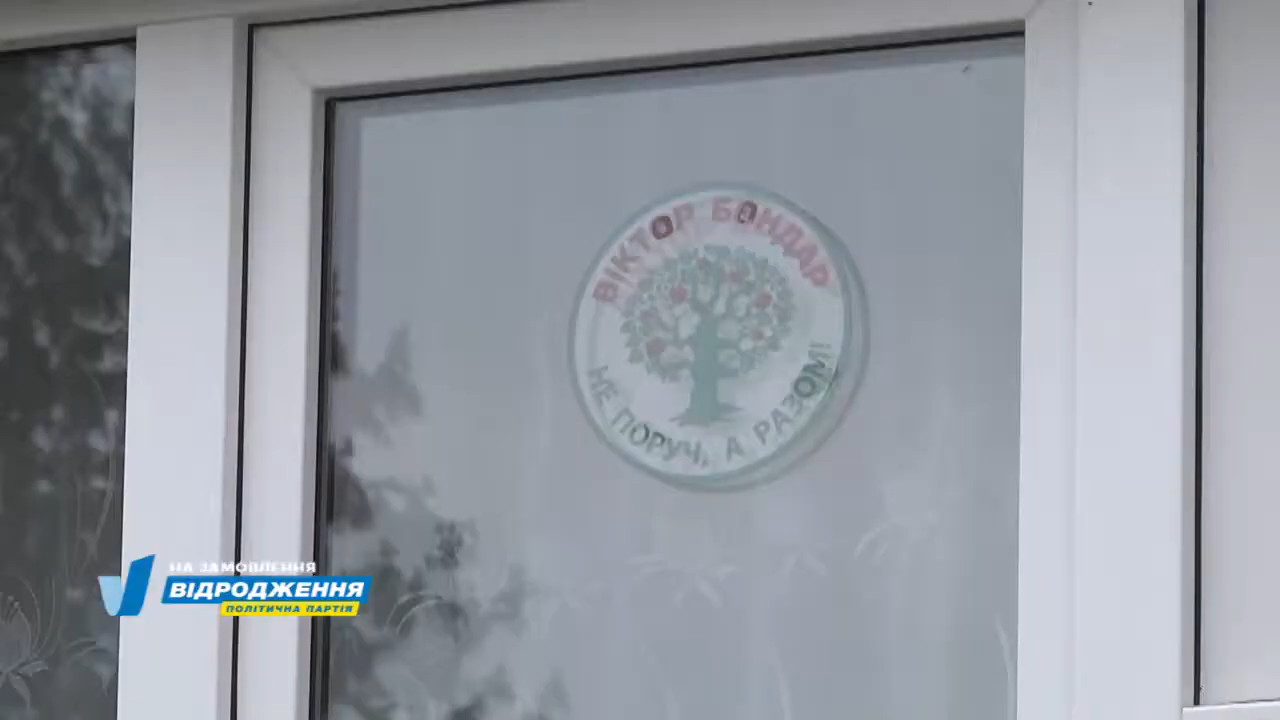 ВІКТОР БОНДАР
НЕ ПОРУЧ, А РАЗОМ!
НА ЗАМОВЛЕННЯ
ВІДРОДЖЕННЯ
ПОЛІТИЧНА ПАРТІЯ